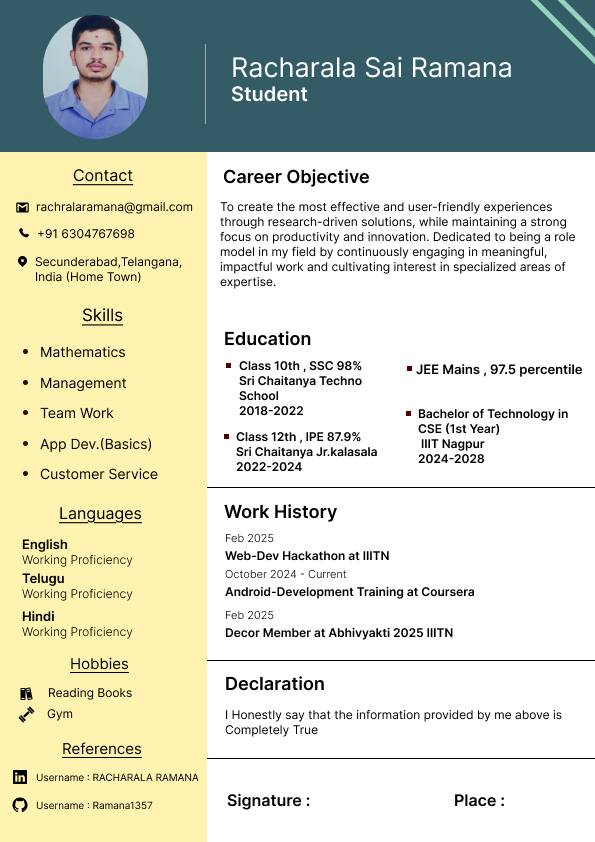 Racharala Sai Ramana
Student
Contact
rachralaramana@gmail.com
+91 6304767698
Secunderabad,Telangana,
India (Home Town)
Skills
Mathematics
Management
Team Work
App Dev.(Basics)
Customer Service
Languages
English
Working Proficiency
Telugu
Working Proficiency
Hindi
Working Proficiency
Hobbies
Reading Books
Gym
References
Username : RACHARALA RAMANA
Username : Ramana1357
Career Objective
To create the most effective and user-friendly experiences
through research-driven solutions, while maintaining a strong
focus on productivity and innovation. Dedicated to being a role
model in my field by continuously engaging in meaningful,
impactful work and cultivating interest in specialized areas of
expertise.
Education
Class 10th , SSC 98%
Sri Chaitanya Techno
School
2018-2022
Class 12th , IPE 87.9%
Sri Chaitanya Jr.kalasala
2022-2024
JEE Mains , 97.5 percentile
Bachelor of Technology in
CSE (1st Year)
IIIT Nagpur
2024-2028
Work History
Feb 2025
Web-Dev Hackathon at IIITN
October 2024 - Current
Android-Development Training at Coursera
Feb 2025
Decor Member at Abhivyakti 2025 IIITN
Declaration
I Honestly say that the information provided by me above is
Completely True
Signature :
Place :